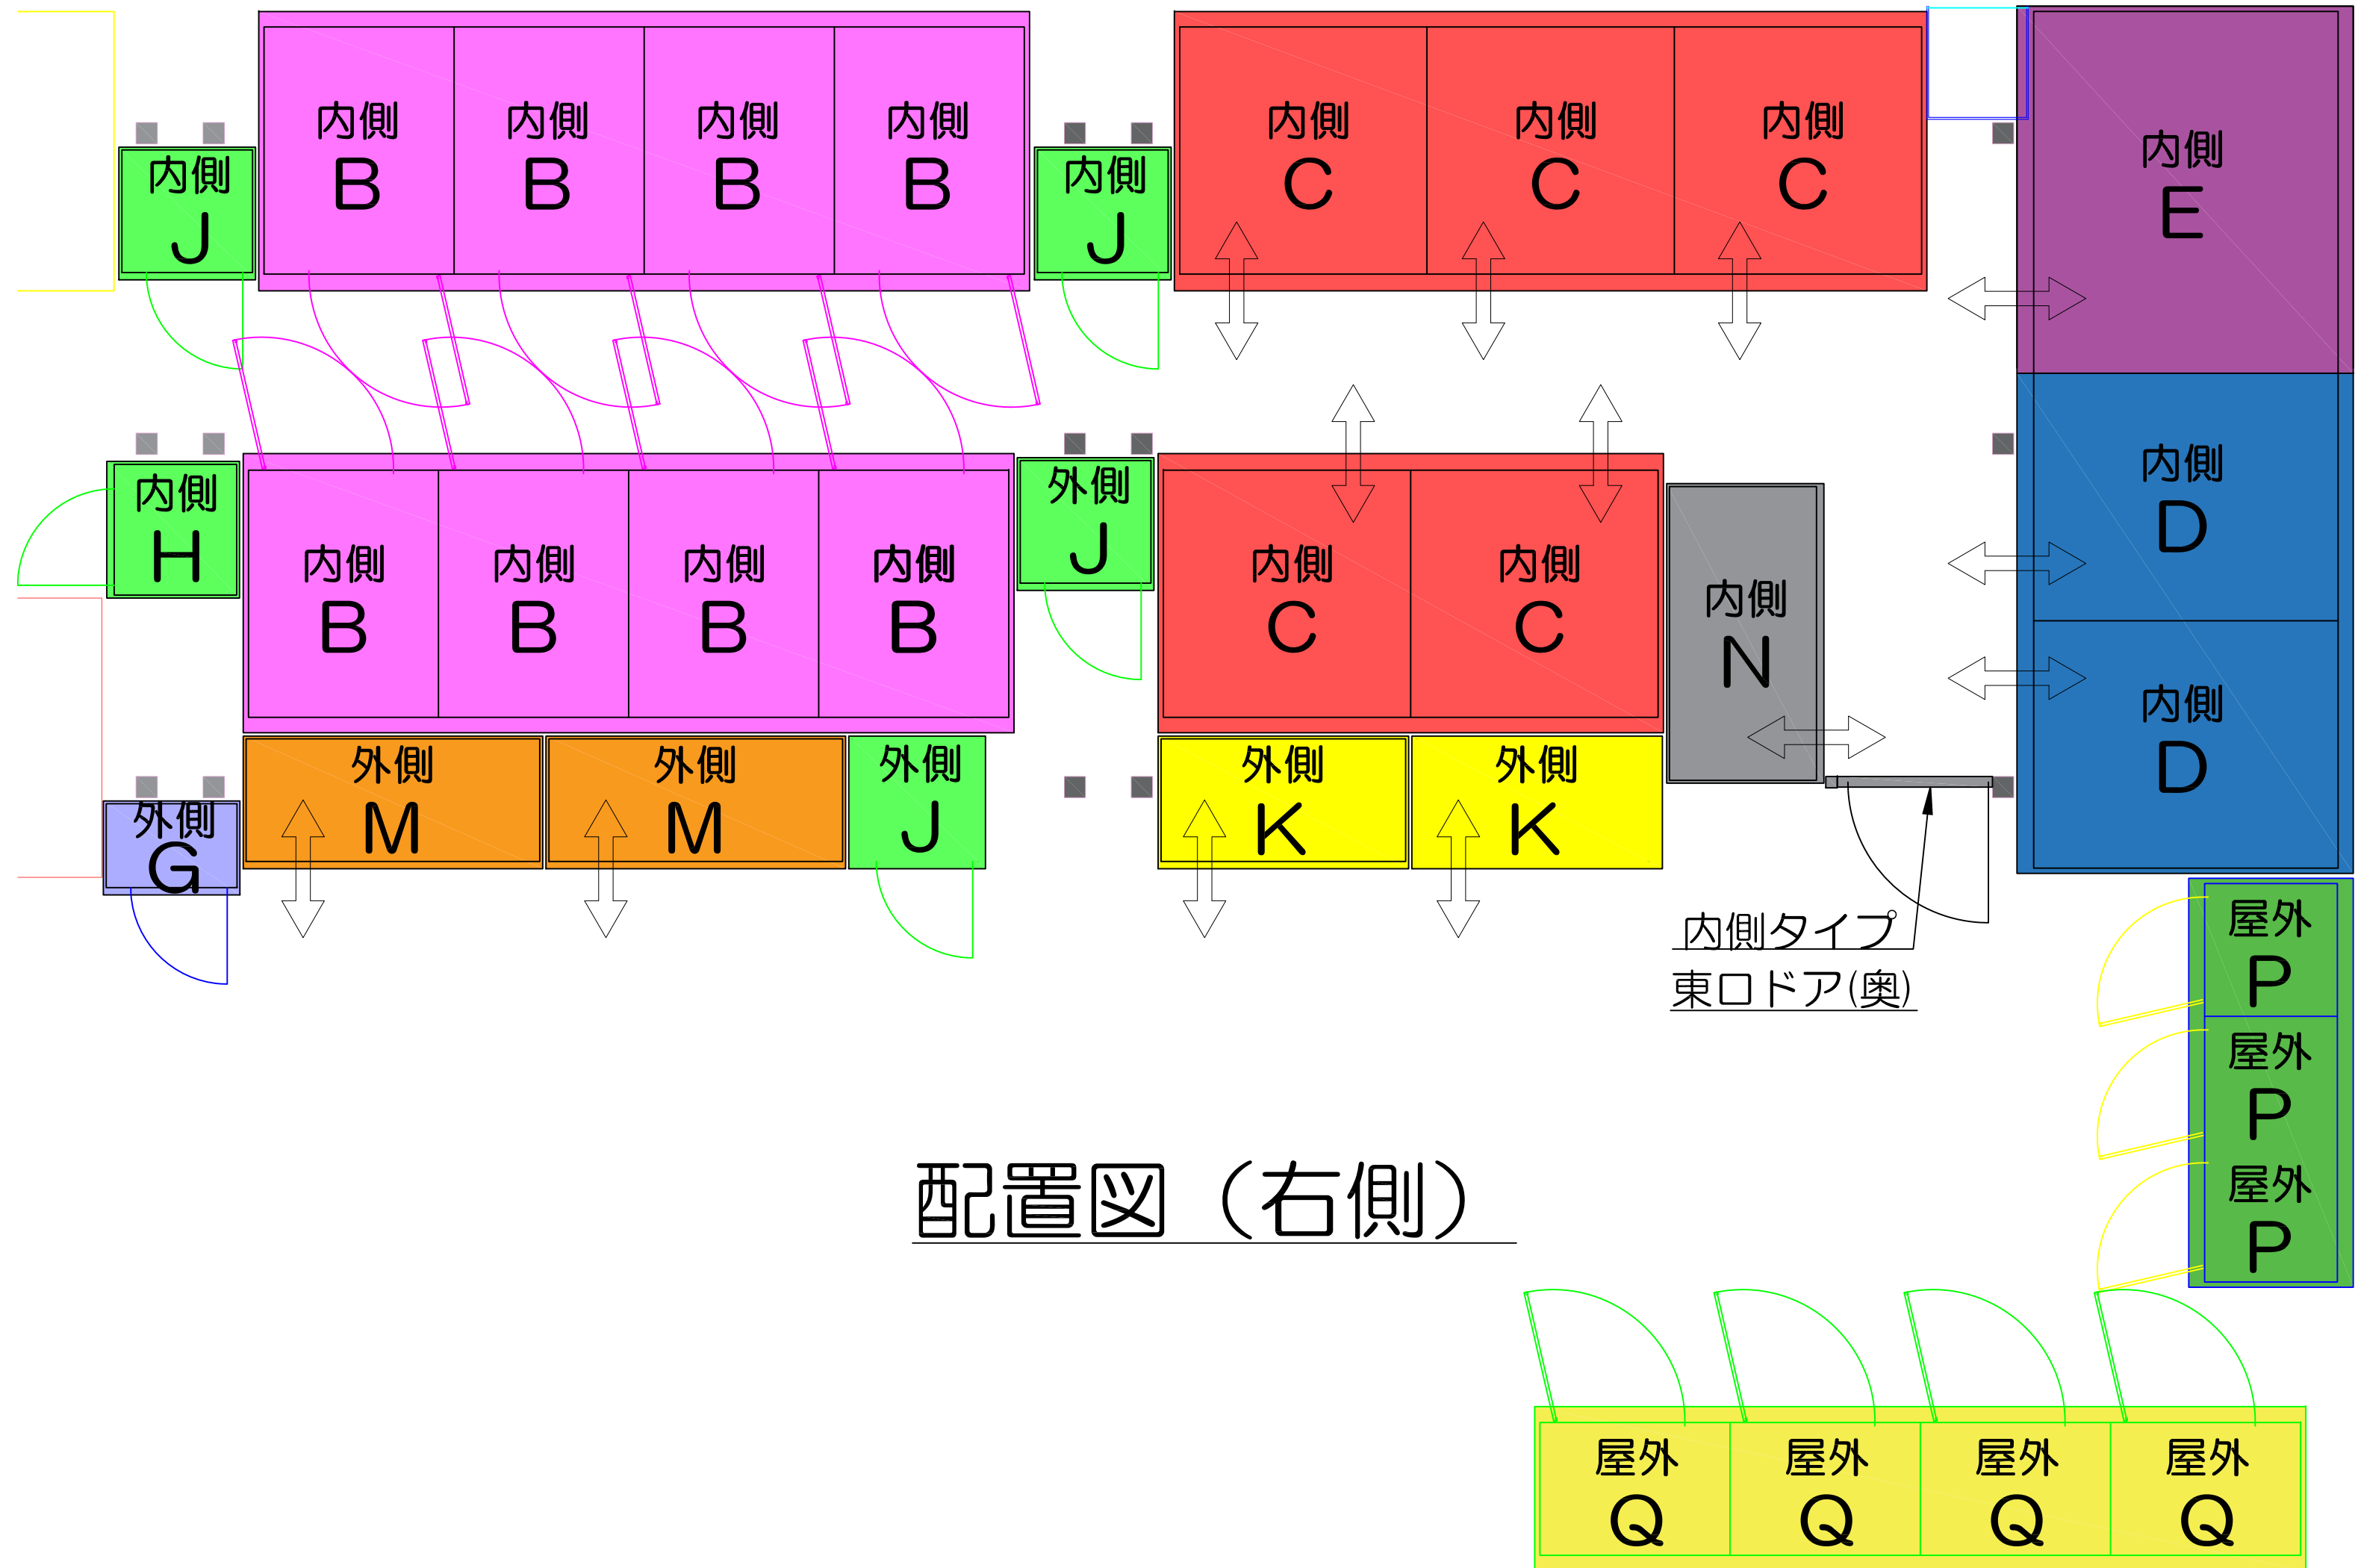 内側
B
内側
B
内側
B
内側
B
内側
C
内側
C
内側
C
内側
E
内側
J
内側
J
内側
H
内側
B
内側
B
内側
B
内側
B
外側
J
内側
C
内側
C
内側
N
内側
D
内側
D
外側
G
外側
M
外側
M
外側
J
外側
K
外側
K
内側タイプ
東口ドア(奥)
屋外
P
屋外
P
屋外
P
配置図（右側）
屋外
Q
屋外
Q
屋外
Q
屋外
Q